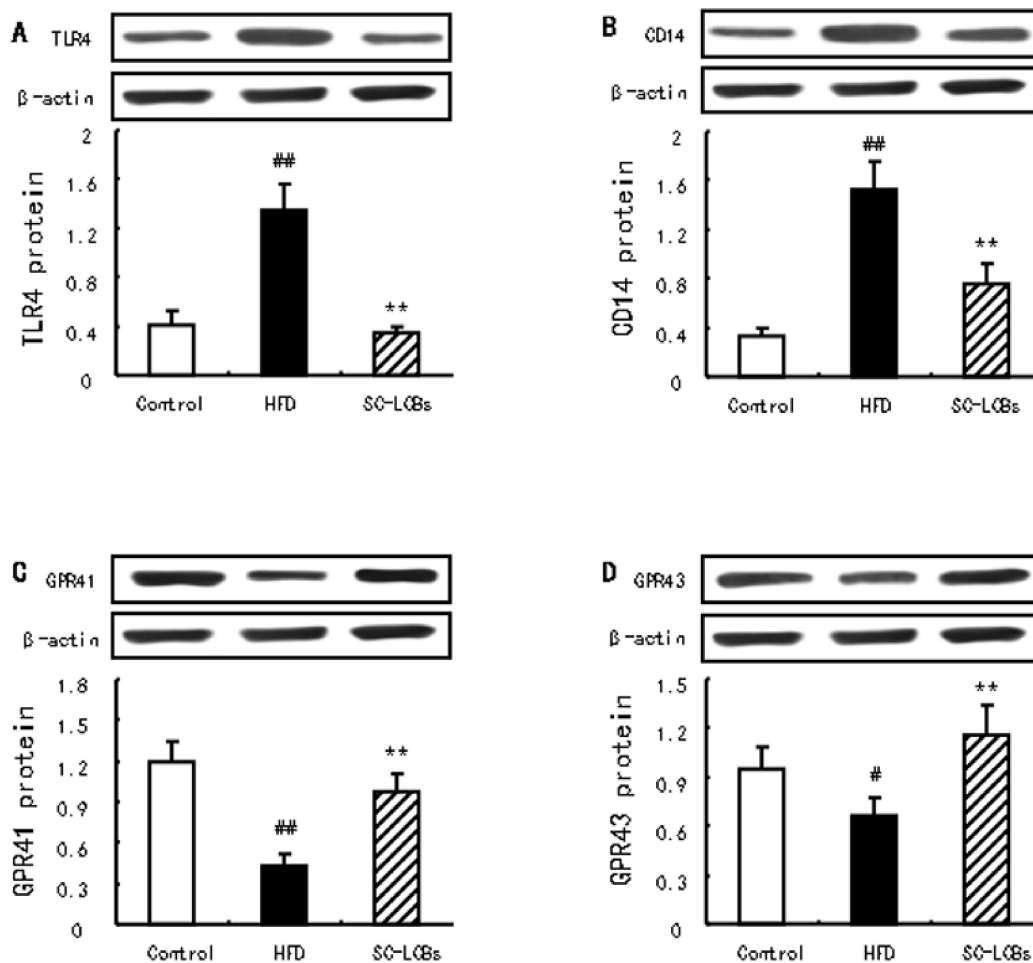 A
TLR4
β-actin
TLR4 protein
2
1.6
1.2
0.8
0.4
0
##
**
Control HFD SC-LCBs
B
CD14
β-actin
CD14 protein
2
1.6
1.2
0.8
0.4
0
##
**
Control HFD SC-LCBs
C
GPR41
β-actin
GPR41 protein
1.8
1.5
1.2
0.9
0.6
0.3
0
##
**
Control HFD SC-LCBs
D
GPR43
β-actin
GPR43 protein
1.5
1.2
0.9
0.6
0.3
0
#
**
Control HFD SC-LCBs